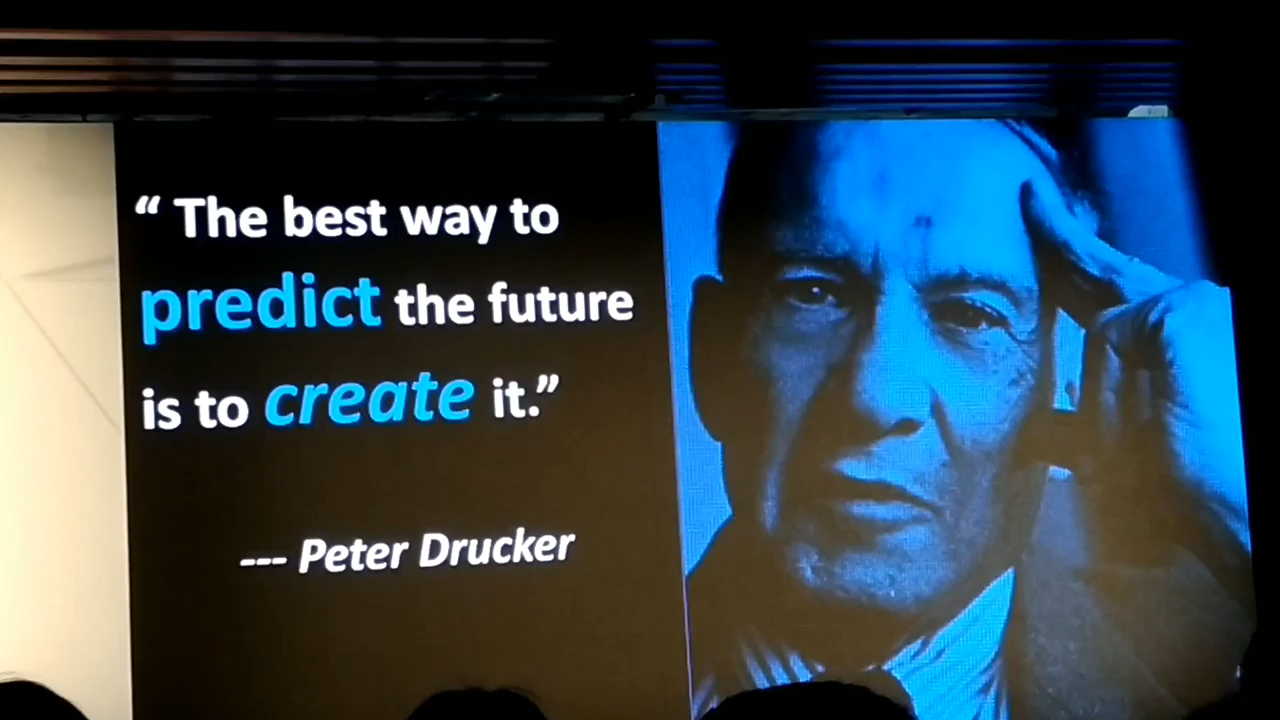 “ The best way to
predict the future
is to create it.”
--- Peter Drucker